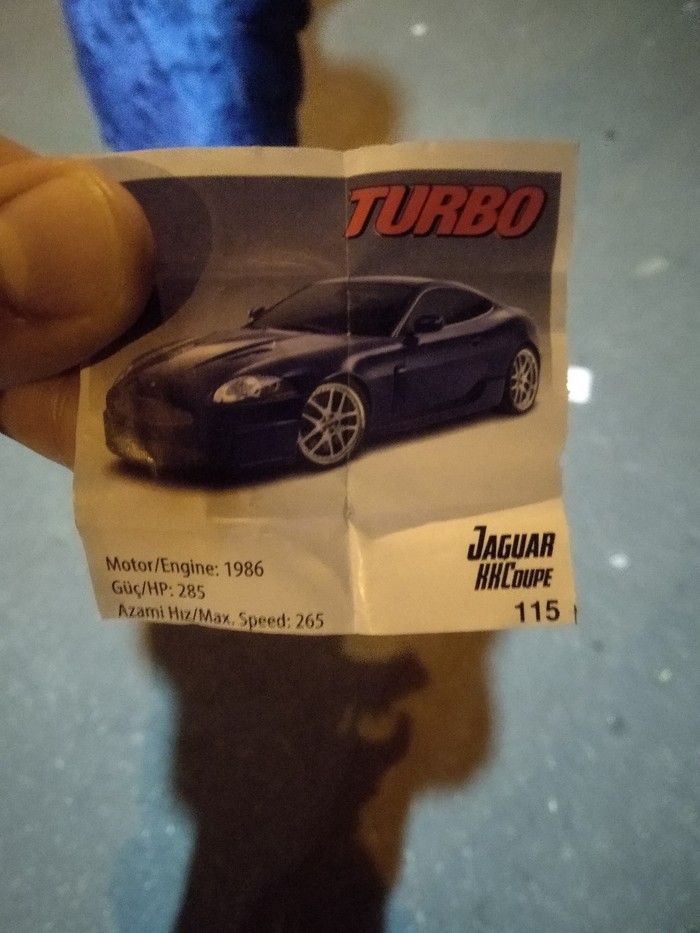 TURBO
JAGUAR
XKCOUPE
Motor/Engine: 1986
Güç/HP: 285
Azami Hız/Max. Speed: 265
115